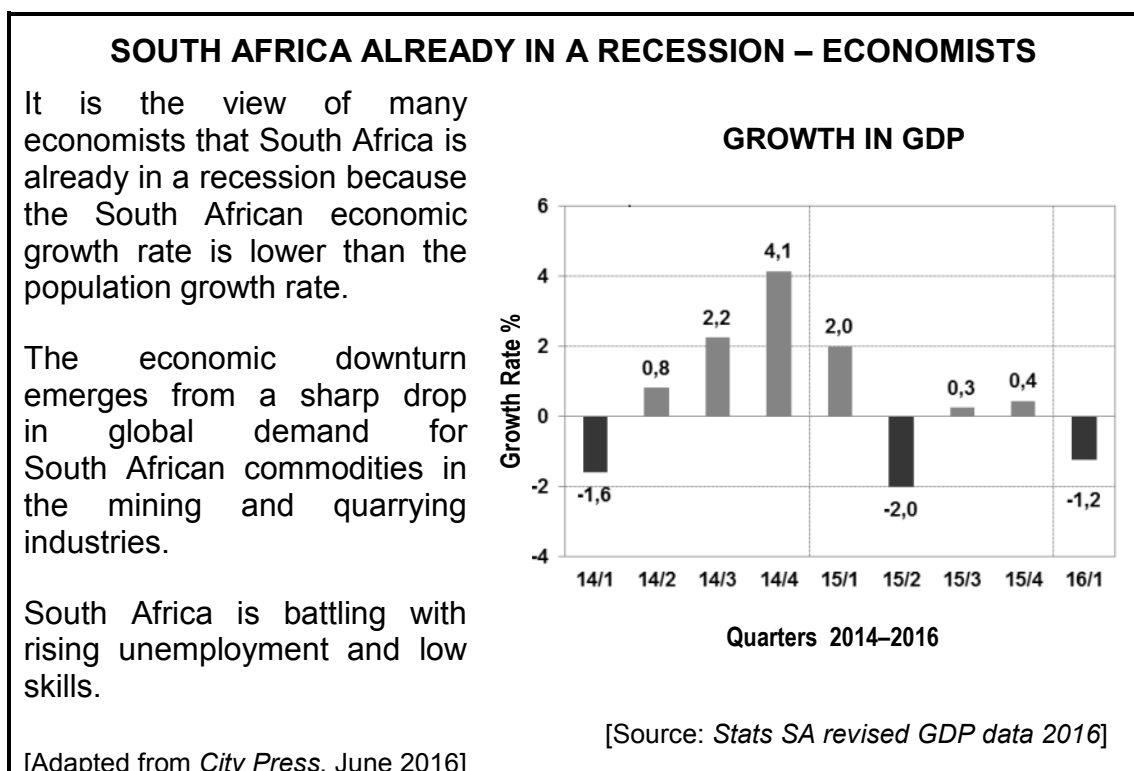 SOUTH AFRICA ALREADY IN A RECESSION – ECONOMISTS
It is the view of many
economists that South Africa is
already in a recession because
the South African economic
growth rate is lower than the
population growth rate.
The economic downturn
emerges from a sharp drop
in global demand for
South African commodities in
the mining and quarrying
industries.
South Africa is battling with
rising unemployment and low
skills.
[Adapted from City Press, June 2016]
GROWTH IN GDP
Growth Rate %
6
4
2
0
-2
-4
-1,6
0,8
2,2
4,1
2,0
-2,0
0,3
0,4
-1,2
14/1 14/2 14/3 14/4 15/1 15/2 15/3 15/4 16/1
Quarters 2014–2016
[Source: Stats SA revised GDP data 2016]